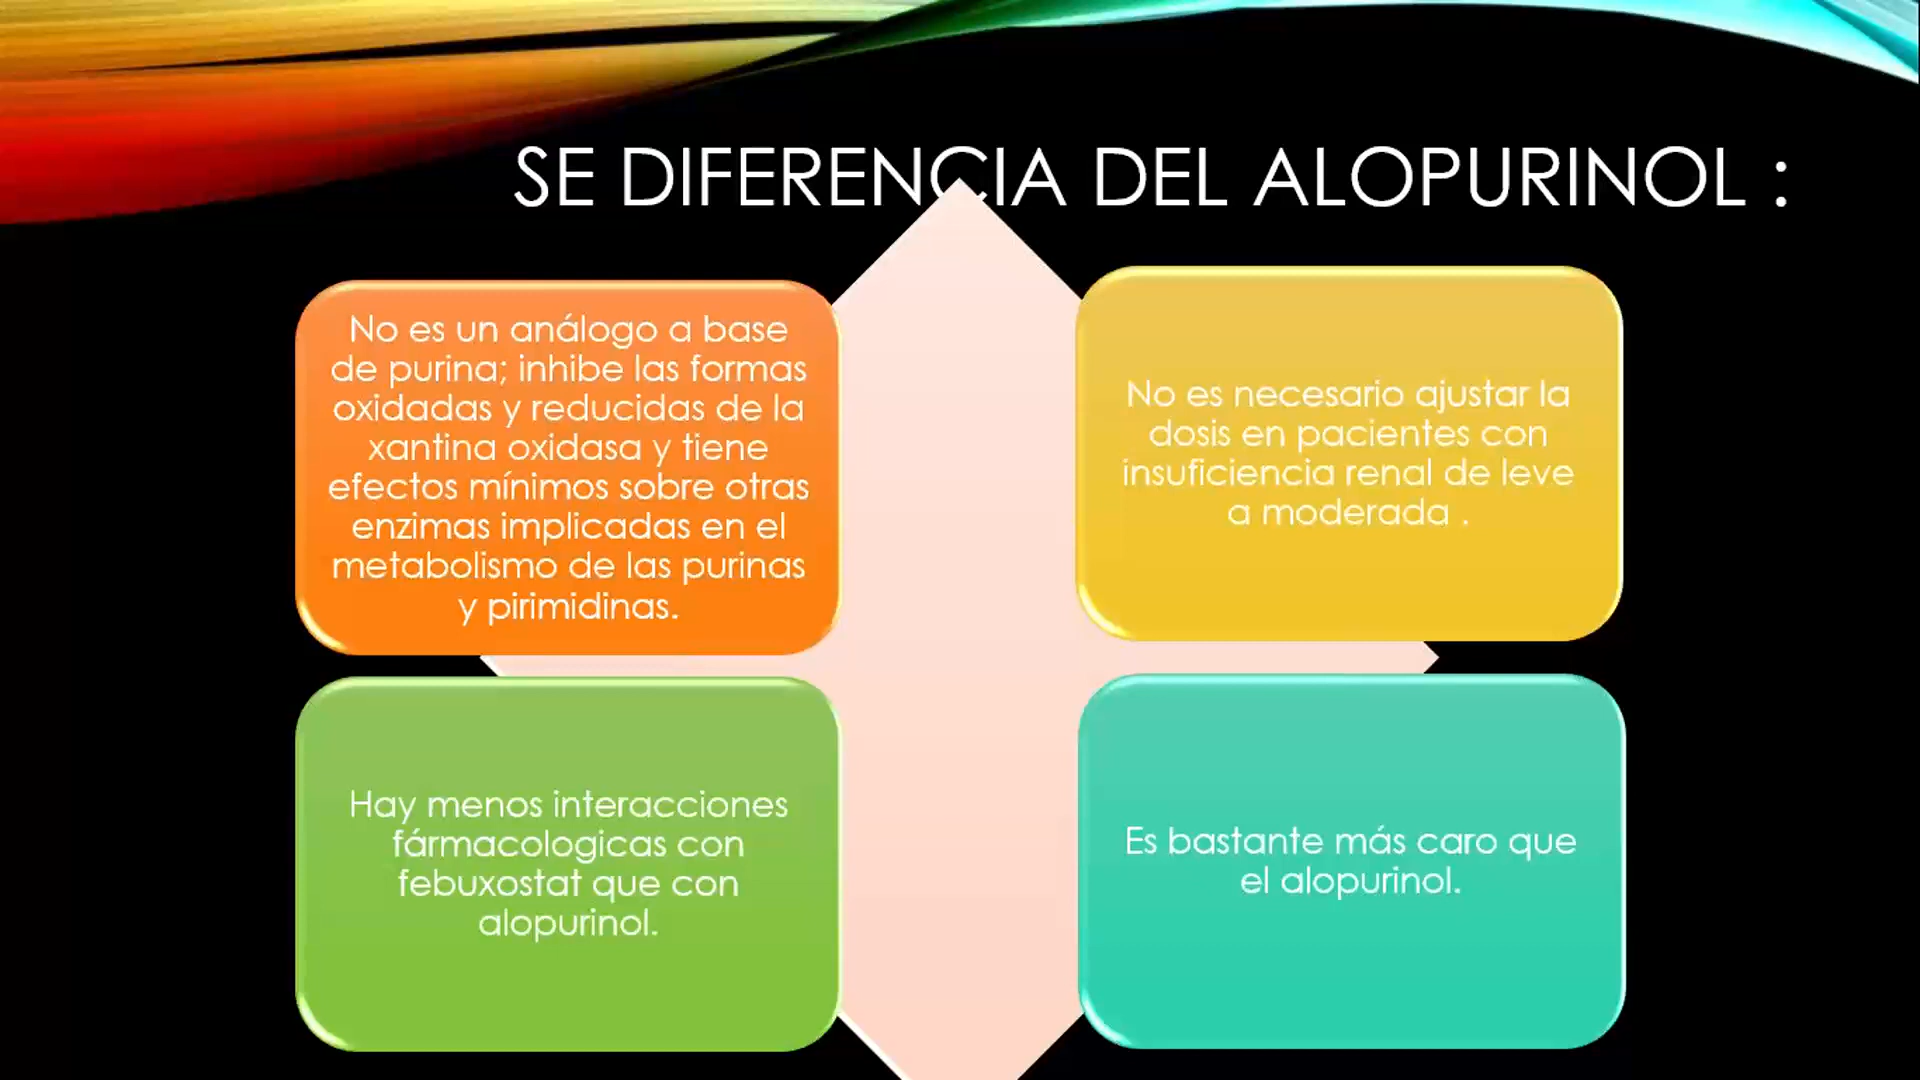 SE DIFERENCIA DEL ALOPURINOL :
No es un análogo a base
de purina; inhibe las formas
oxidadas y reducidas de la
xantina oxidasa y tiene
efectos mínimos sobre otras
enzimas implicadas en el
metabolismo de las purinas
y pirimidinas.
No es necesario ajustar la
dosis en pacientes con
insuficiencia renal de leve
a moderada .
Hay menos interacciones
fármacologicas con
febuxostat que con
alopurinol.
Es bastante más caro que
el alopurinol.